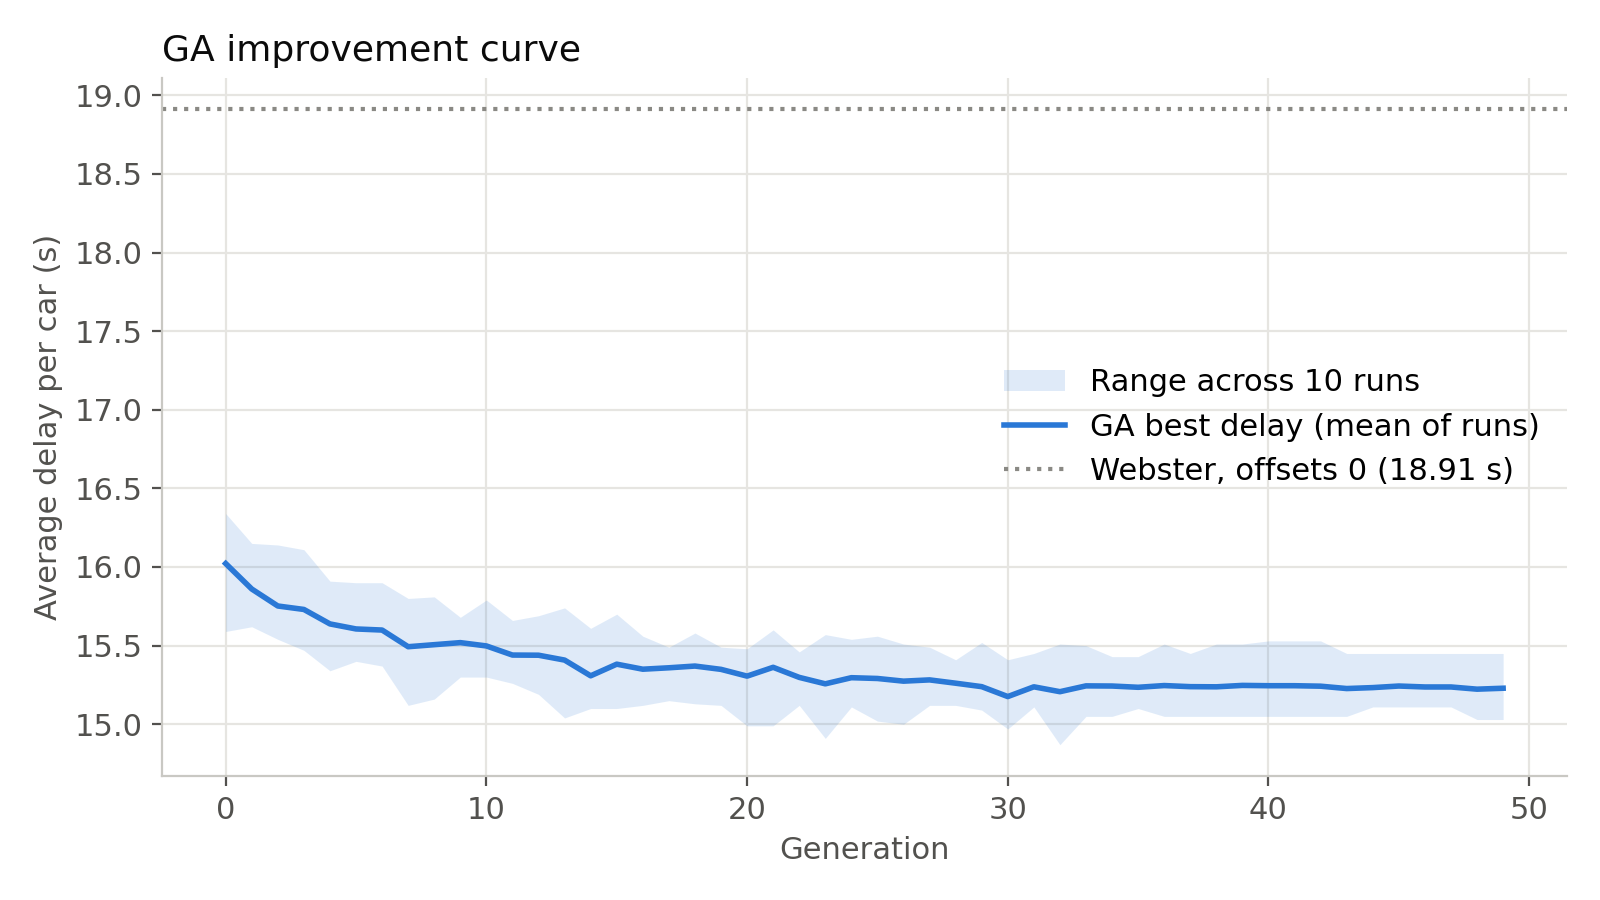 GA improvement curve
19.0
18.5
18.0
17.5
17.0
16.5
16.0
15.5
15.0
Average delay per car (s)
Range across 10 runs
GA best delay (mean of runs)
Webster, offsets 0 (18.91 s)
0 10 20 30 40 50
Generation